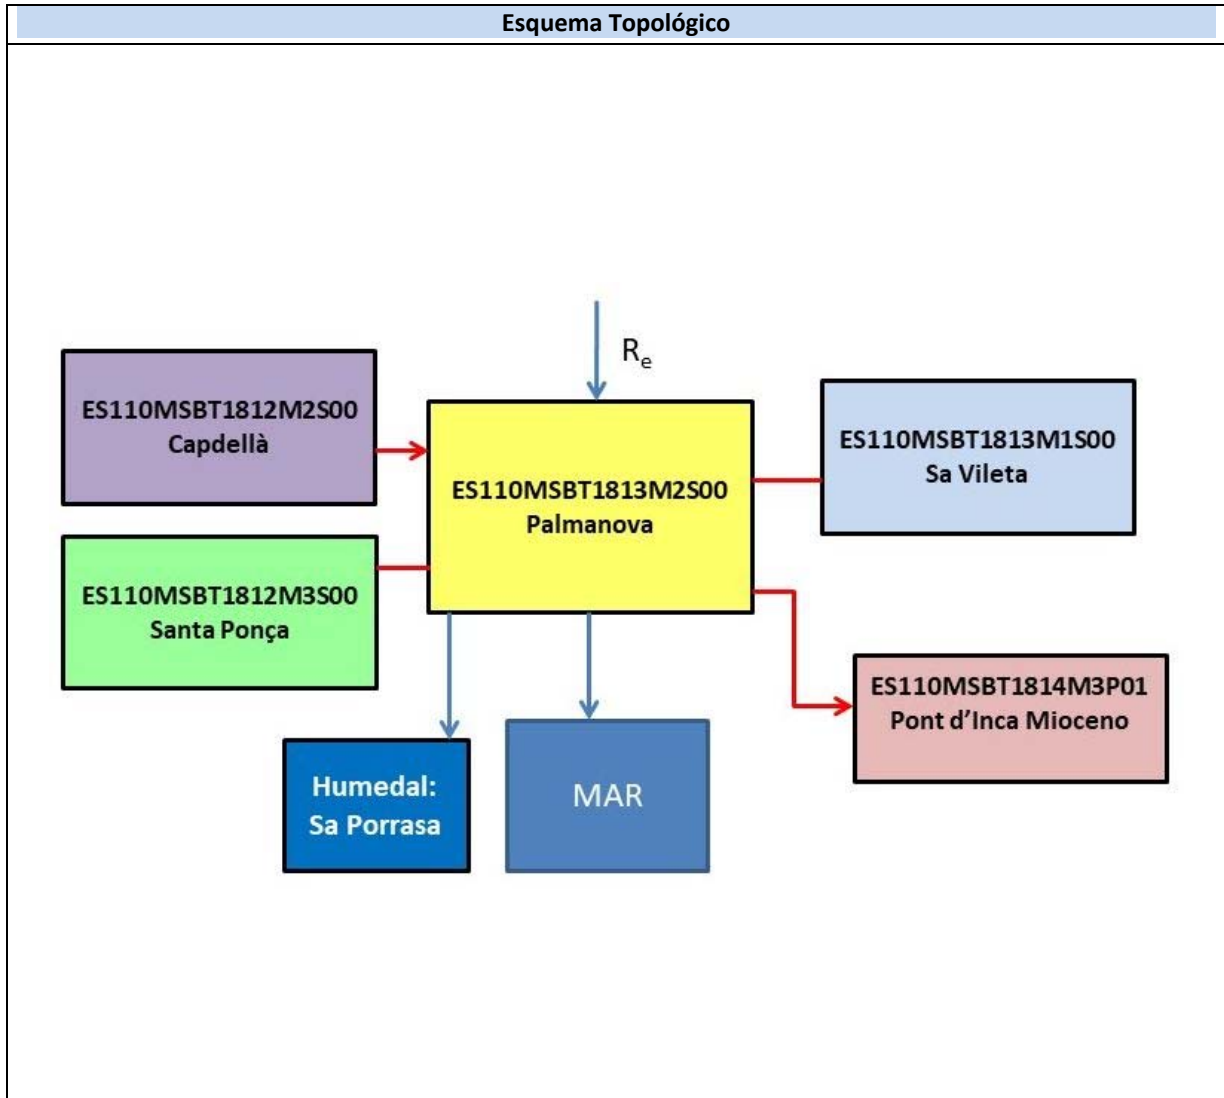 Esquema Topológico
Re
ES110MSBT1812M2S00
Capdellà
ES110MSBT1813M2S00
Palmanova
ES110MSBT1813M1S00
Sa Vileta
ES110MSBT1812M3S00
Santa Ponça
ES110MSBT1814M3P01
Pont d’Inca Mioceno
Humedal:
Sa Porrasa
MAR